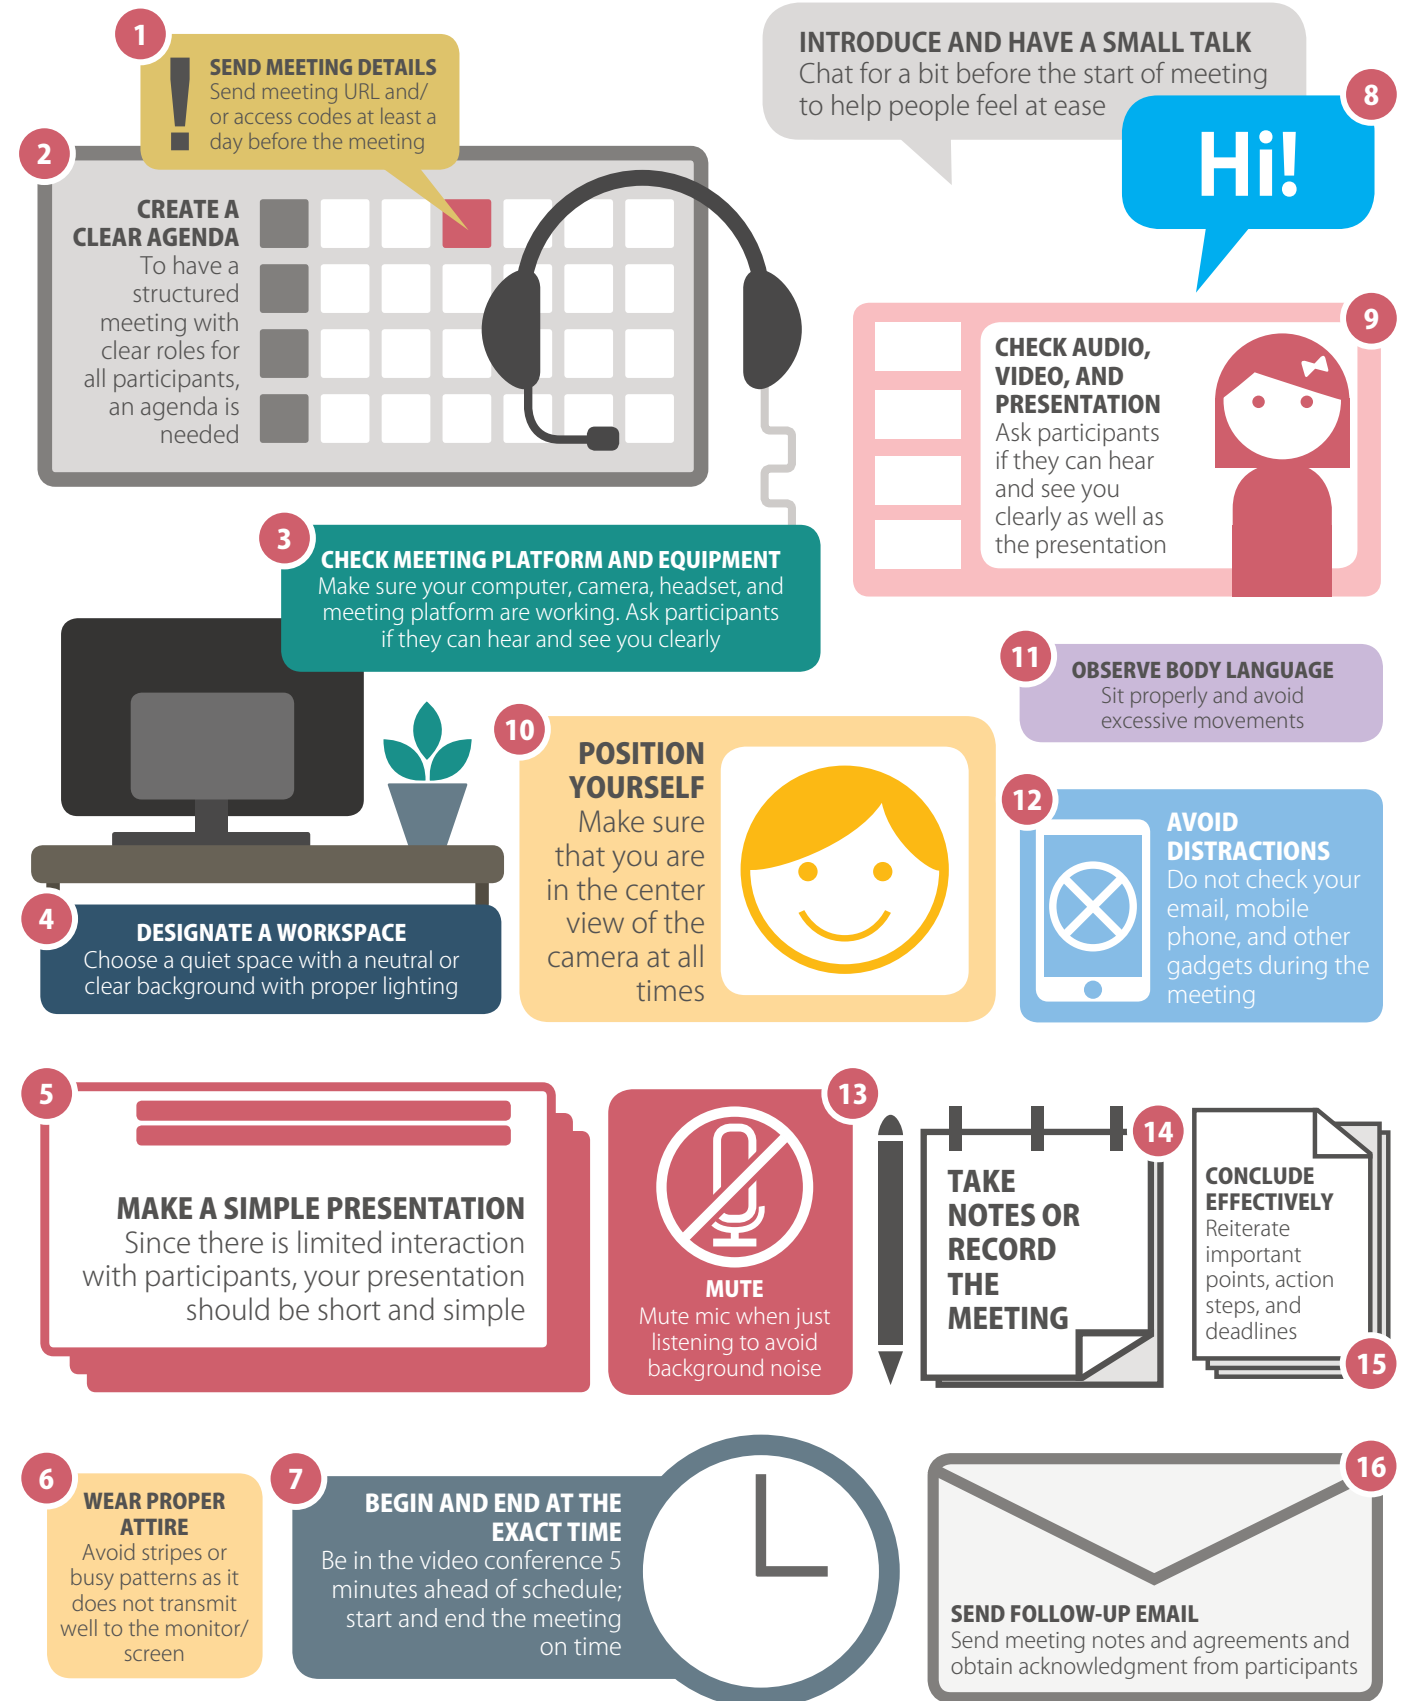 1
!
SEND MEETING DETAILS
Send meeting URL and/
or access codes at least a
day before the meeting
2
CREATE A
CLEAR AGENDA
To have a
structured
meeting with
clear roles for
all participants,
an agenda is
needed
3
CHECK MEETING PLATFORM AND EQUIPMENT
Make sure your computer, camera, headset, and
meeting platform are working. Ask participants
if they can hear and see you clearly
4
DESIGNATE A WORKSPACE
Choose a quiet space with a neutral or
clear background with proper lighting
5
MAKE A SIMPLE PRESENTATION
Since there is limited interaction
with participants, your presentation
should be short and simple
6
WEAR PROPER
ATTIRE
Avoid stripes or
busy patterns as it
does not transmit
well to the monitor/
screen
7
BEGIN AND END AT THE
EXACT TIME
Be in the video conference 5
minutes ahead of schedule;
start and end the meeting
on time
INTRODUCE AND HAVE A SMALL TALK
Chat for a bit before the start of meeting
to help people feel at ease
8
Hi!
9
CHECK AUDIO,
VIDEO, AND
PRESENTATION
Ask participants
if they can hear
and see you
clearly as well as
the presentation
10
POSITION
YOURSELF
Make sure
that you are
in the center
view of the
camera at all
times
11
OBSERVE BODY LANGUAGE
Sit properly and avoid
excessive movements
12
AVOID
DISTRACTIONS
Do not check your
email, mobile
phone, and other
gadgets during the
meeting
13
MUTE
Mute mic when just
listening to avoid
background noise
14
TAKE
NOTES OR
RECORD
THE
MEETING
CONCLUDE
EFFECTIVELY
Reiterate
important
points, action
steps, and
deadlines
15
16
SEND FOLLOW-UP EMAIL
Send meeting notes and agreements and
obtain acknowledgment from participants